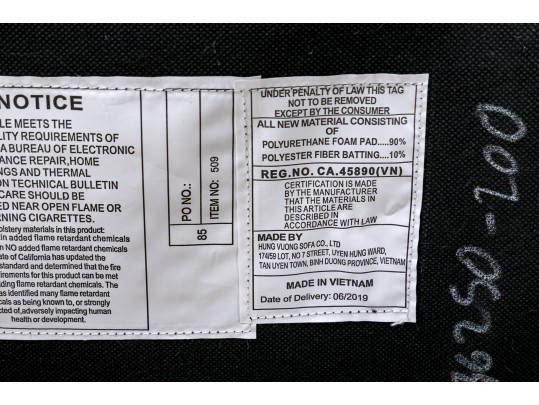 NOTICE
LE MEETS THE
LITY REQUIREMENTS OF
A BUREAU OF ELECTRONIC
ANCE REPAIR,HOME
NGS AND THERMAL
ON TECHNICAL BULLETIN
CARE SHOULD BE
ED NEAR OPEN FLAME OR
RNING CIGARETTES.
olstery materials in this product:
in added flame retardant chemicals
n NO added flame retardant chemicals
ate of California has updated the
standard and determined that the fire
irements for this product can be met
iding flame retardant chemicals. The
as identified many flame retardant
icals as being known to, or strongly
cted of,adversely impacting human
health or development.
PO NO.:
85
ITEM NO: 509
UNDER PENALTY OF LAW THIS TAG
NOT TO BE REMOVED
EXCEPT BY THE CONSUMER
ALL NEW MATERIAL CONSISTING
OF
POLYURETHANE FOAM PAD.....90%
POLYESTER FIBER BATTING....10%
REG.NO. CA.45890(VN)
CERTIFICATION IS MADE
BY THE MANUFACTURER
THAT THE MATERIALS IN
THIS ARTICLE ARE
DESCRIBED IN
ACCORDANCE WITH LAW
MADE BY
HUNG VUONG SOFA CO., LTD
174/59 LOT, NO 7 STREET, UYEN HUNG WARD,
TAN UYEN TOWN, BINH DUONG PROVINCE, VIETNAM
MADE IN VIETNAM
Date of Delivery: 06/2019
46250-200